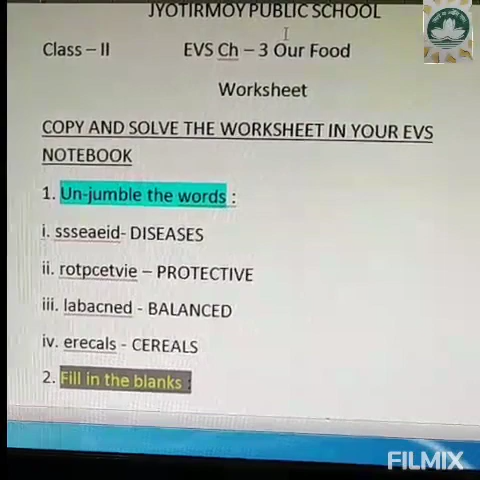 JYOTIRMOY PUBLIC SCHOOL
Class – II EVS Ch – 3 Our Food
Worksheet
COPY AND SOLVE THE WORKSHEET IN YOUR EVS
NOTEBOOK
1. Un-jumble the words :
i. ssseaeid- DISEASES
ii. rotpcetvie – PROTECTIVE
iii. labacned - BALANCED
iv. erecals - CEREALS
2. Fill in the blanks :
FILMIX